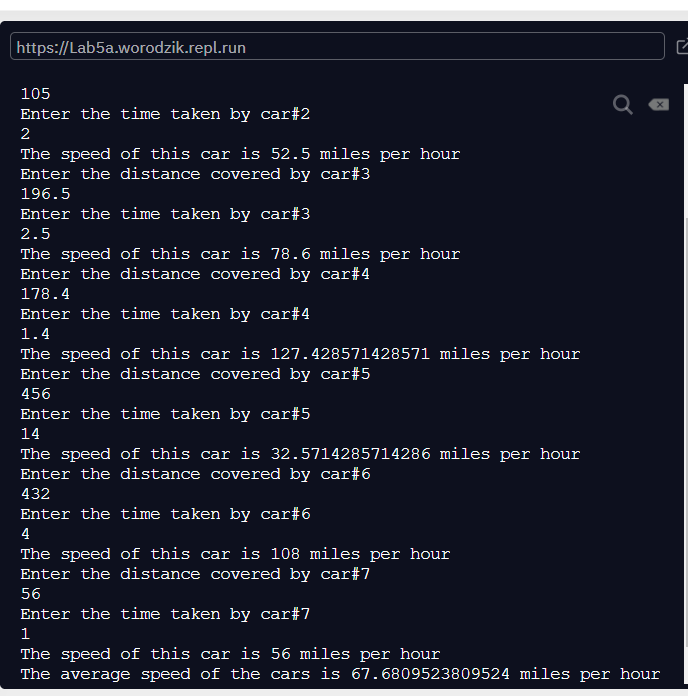 https://Lab5a.worodzik.repl.run
105
Enter the time taken by car#2
2
The speed of this car is 52.5 miles per hour
Enter the distance covered by car#3
196.5
Enter the time taken by car#3
2.5
The speed of this car is 78.6 miles per hour
Enter the distance covered by car#4
178.4
Enter the time taken by car#4
1.4
The speed of this car is 127.428571428571 miles per hour
Enter the distance covered by car#5
456
Enter the time taken by car#5
14
The speed of this car is 32.5714285714286 miles per hour
Enter the distance covered by car#6
432
Enter the time taken by car#6
4
The speed of this car is 108 miles per hour
Enter the distance covered by car#7
56
Enter the time taken by car#7
1
The speed of this car is 56 miles per hour
The average speed of the cars is 67.6809523809524 miles per hour